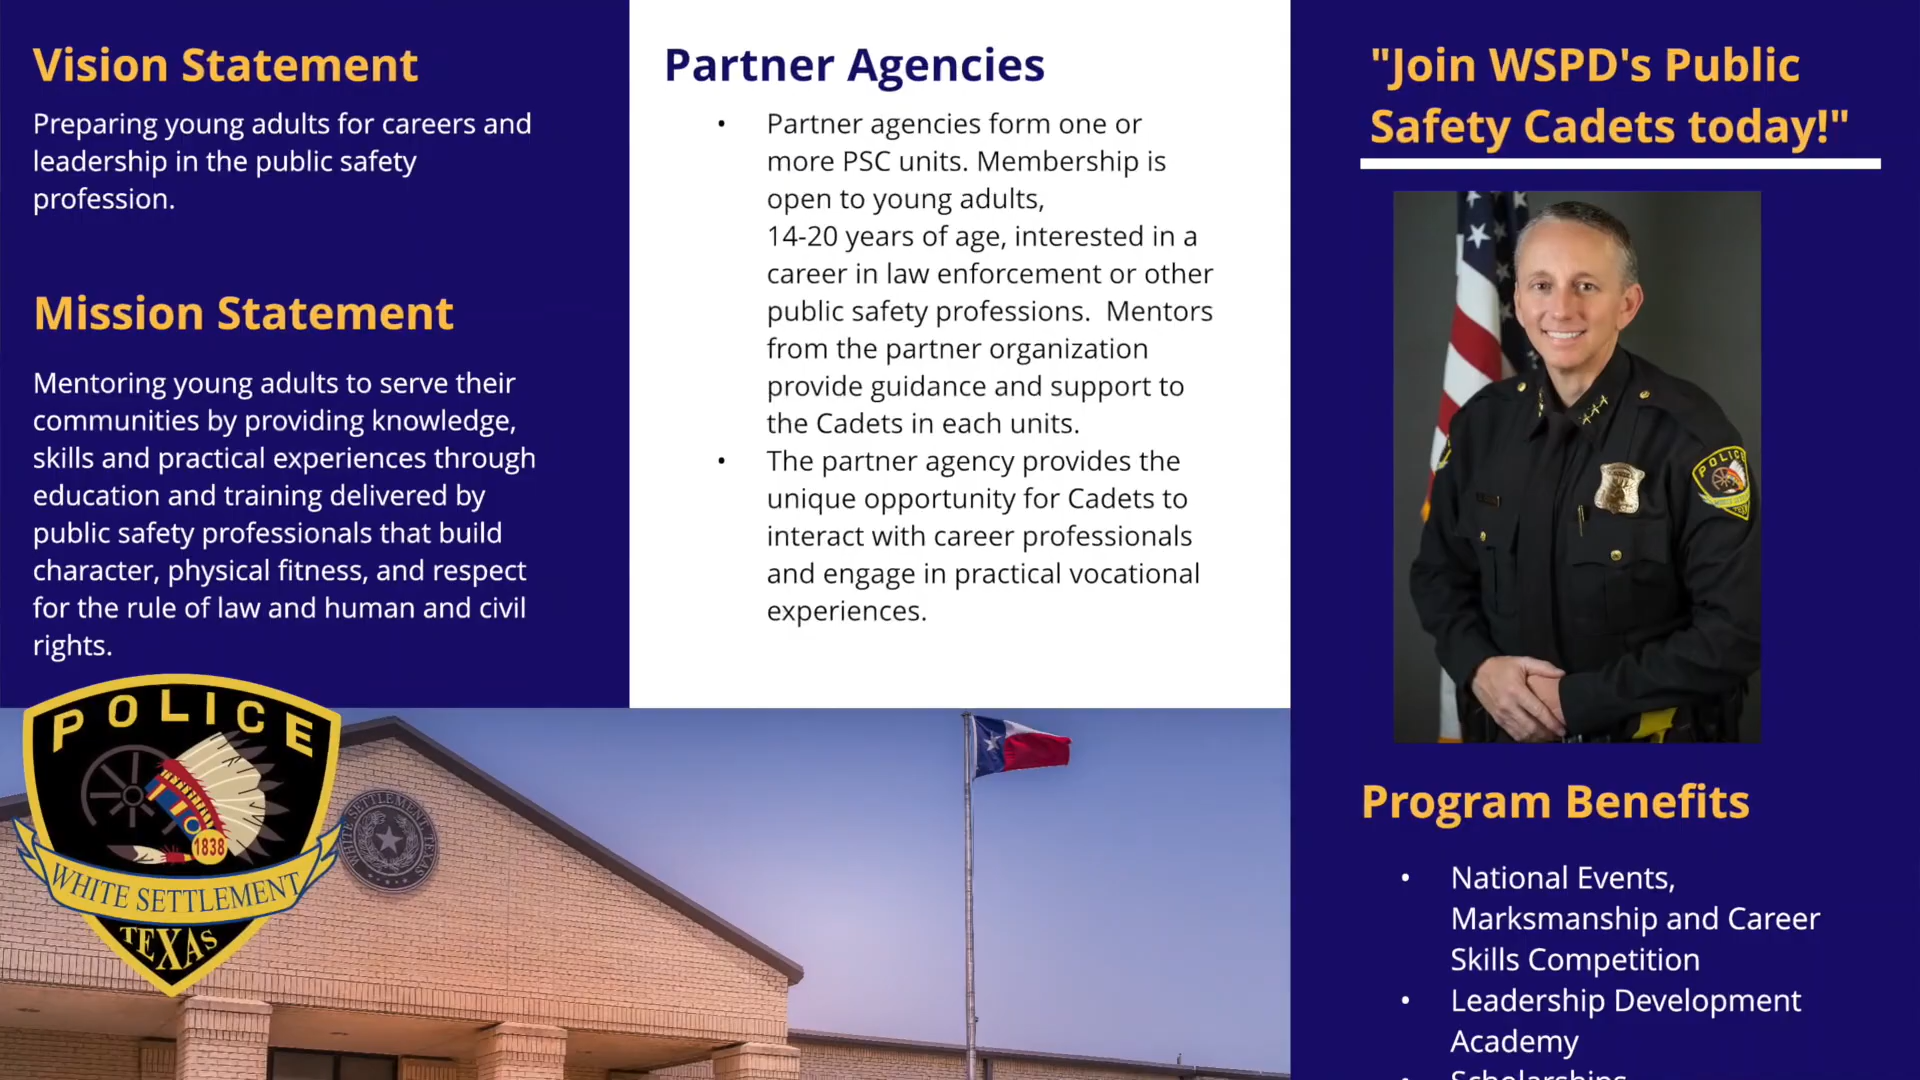 Vision Statement
Preparing young adults for careers and
leadership in the public safety
profession.
Mission Statement
Mentoring young adults to serve their
communities by providing knowledge,
skills and practical experiences through
education and training delivered by
public safety professionals that build
character, physical fitness, and respect
for the rule of law and human and civil
rights.
POLICE
1838
WHITE SETTLEMENT
TEXAS
WHITE SETTLEMENT, TEXAS
Partner Agencies
• Partner agencies form one or
more PSC units. Membership is
open to young adults,
14-20 years of age, interested in a
career in law enforcement or other
public safety professions.  Mentors
from the partner organization
provide guidance and support to
the Cadets in each units.
• The partner agency provides the
unique opportunity for Cadets to
interact with career professionals
and engage in practical vocational
experiences.
"Join WSPD's Public
Safety Cadets today!"
POLICE
TEXAS
Program Benefits
• National Events,
Marksmanship and Career
Skills Competition
• Leadership Development
Academy
• Scholarships